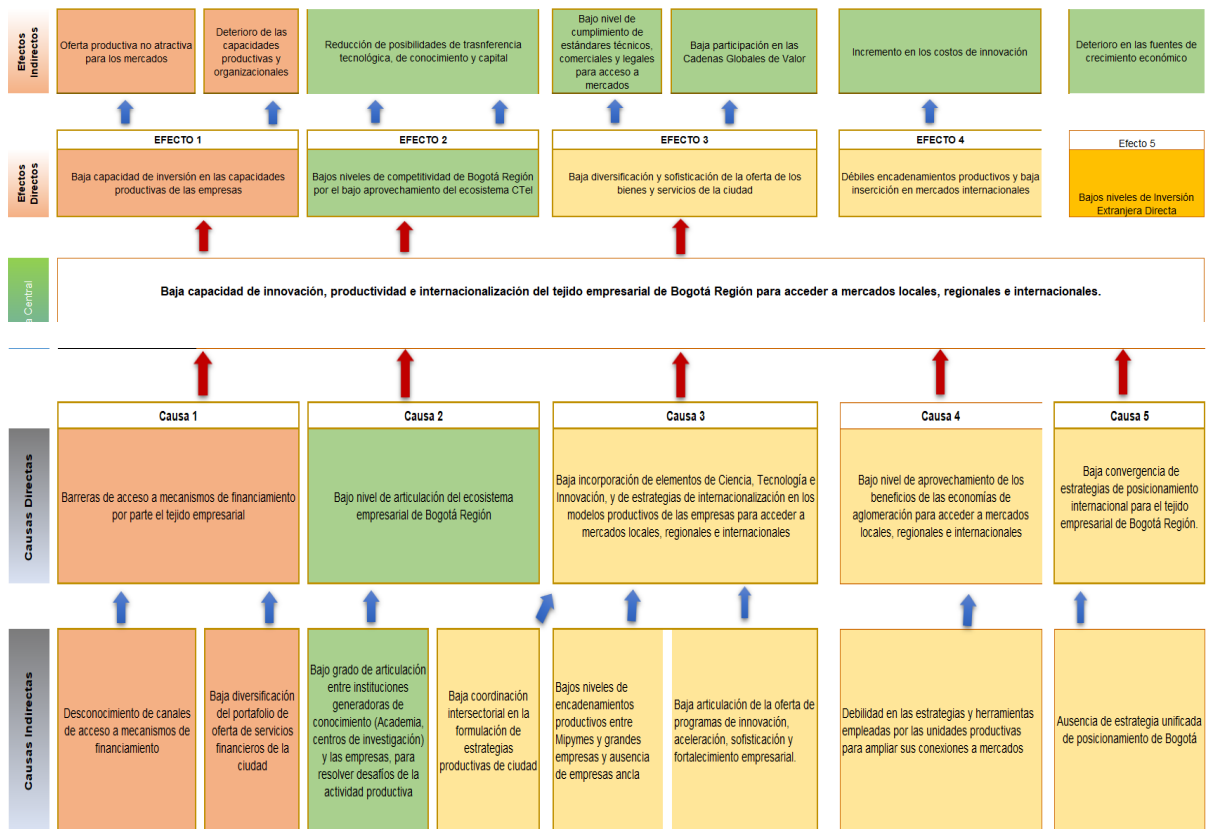 Efectos
Indirectos
Oferta productiva no atractiva
para los mercados
Deterioro de las
capacidades
productivas y
organizacionales
Reducción de posibilidades de trasnferencia
tecnológica, de conocimiento y capital
Bajo nivel de
cumplimiento de
estándares técnicos,
comerciales y legales
para acceso a
mercados
Baja participación en las
Cadenas Globales de Valor
Incremento en los costos de innovación
Deterioro en las fuentes de
crecimiento económico
Efectos
Directos
EFECTO 1
Baja capacidad de inversión en las capacidades
productivas de las empresas
EFECTO 2
Bajos niveles de competitividad de Bogotá Región
por el bajo aprovechamiento del ecosistema CTeI
EFECTO 3
Baja diversificación y sofisticación de la oferta de los
bienes y servicios de la ciudad
EFECTO 4
Débiles encadenamientos productivos y baja
insercición en mercados internacionales
Efecto 5
Bajos niveles de Inversión
Extranjera Directa
a Central
Baja capacidad de innovación, productividad e internacionalización del tejido empresarial de Bogotá Región para acceder a mercados locales, regionales e internacionales.
Causas Directas
Causa 1
Barreras de acceso a mecanismos de financiamiento
por parte el tejido empresarial
Causa 2
Bajo nivel de articulación del ecosistema
empresarial de Bogotá Región
Causa 3
Baja incorporación de elementos de Ciencia, Tecnología e
Innovación, y de estrategias de internacionalización en los
modelos productivos de las empresas para acceder a
mercados locales, regionales e internacionales
Causa 4
Bajo nivel de aprovechamiento de los
beneficios de las economías de
aglomeración para acceder a mercados
locales, regionales e internacionales
Causa 5
Baja convergencia de
estrategias de posicionamiento
internacional para el tejido
empresarial de Bogotá Región.
Causas Indirectas
Desconocimiento de canales
de acceso a mecanismos de
financiamiento
Baja diversificación
del portafolio de
oferta de servicios
financieros de la
ciudad
Bajo grado de articulación
entre instituciones
generadoras de
conocimiento (Academia,
centros de investigación)
y las empresas, para
resolver desafíos de la
actividad productiva
Baja coordinación
intersectorial en la
formulación de
estrategias
productivas de ciudad
Bajos niveles de
encadenamientos
productivos entre
Mipymes y grandes
empresas y ausencia
de empresas ancla
Baja articulación de la oferta de
programas de innovación,
aceleración, sofisticación y
fortalecimiento empresarial.
Debilidad en las estrategias y herramientas
empleadas por las unidades productivas
para ampliar sus conexiones a mercados
Ausencia de estrategia unificada
de posicionamiento de Bogotá